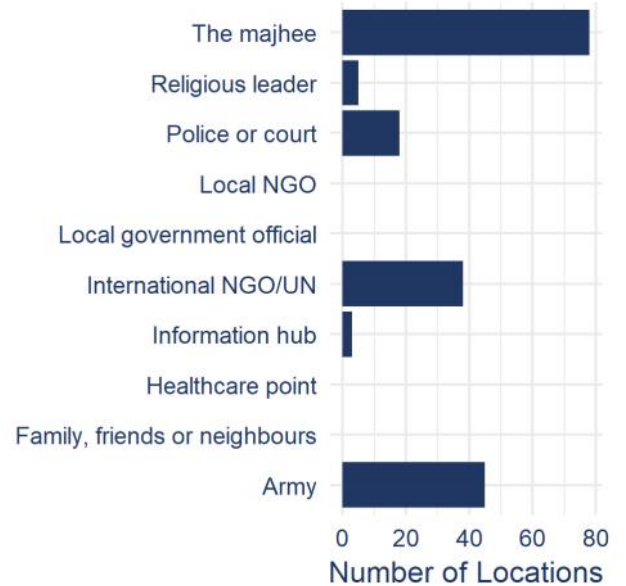 The majhee
Religious leader
Police or court
Local NGO
Local government official
International NGO/UN
Information hub
Healthcare point
Family, friends or neighbours
Army
0 20 40 60 80
Number of Locations